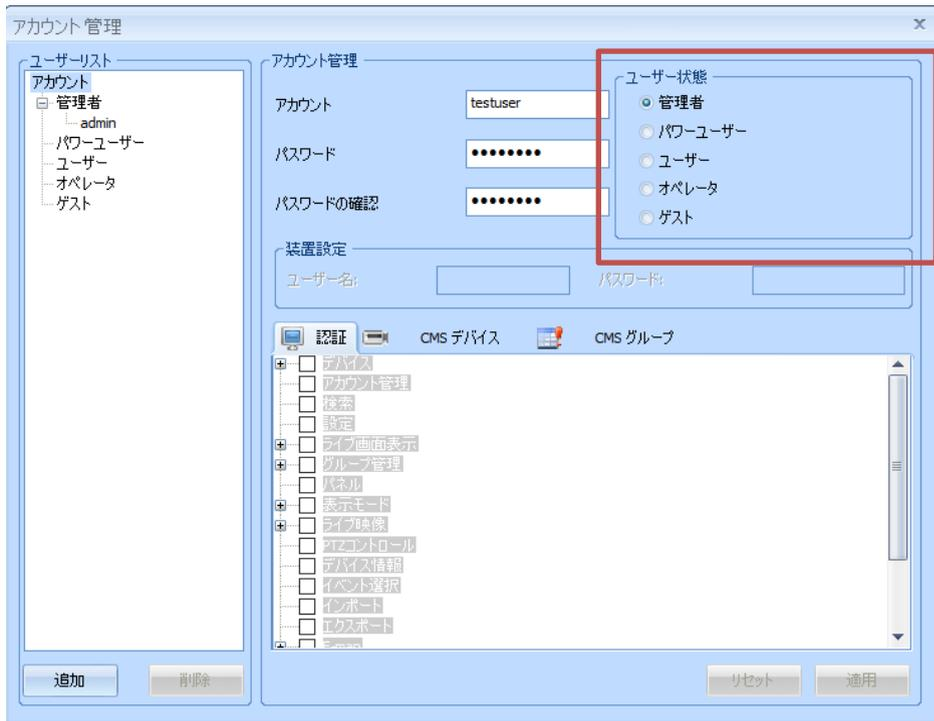 アカウント 管理
x
ユーザーリスト
アカウント
管理者
admin
パワーユーザー
ユーザー
オペレータ
ゲスト
追加
削除
アカウント管理
アカウント
testuser
パスワード
••••••••
パスワードの確認
••••••••
ユーザー状態
管理者
パワーユーザー
ユーザー
オペレータ
ゲスト
装置設定
ユーザー名:
パスワード:
認証
CMS デバイス
CMS グループ
デバイス
アカウント管理
検索
設定
ライブ画面表示
グループ管理
パネル
表示モード
ライブ映像
PTZコントロール
デバイス情報
イベント選択
インポート
エクスポート
リセット
適用